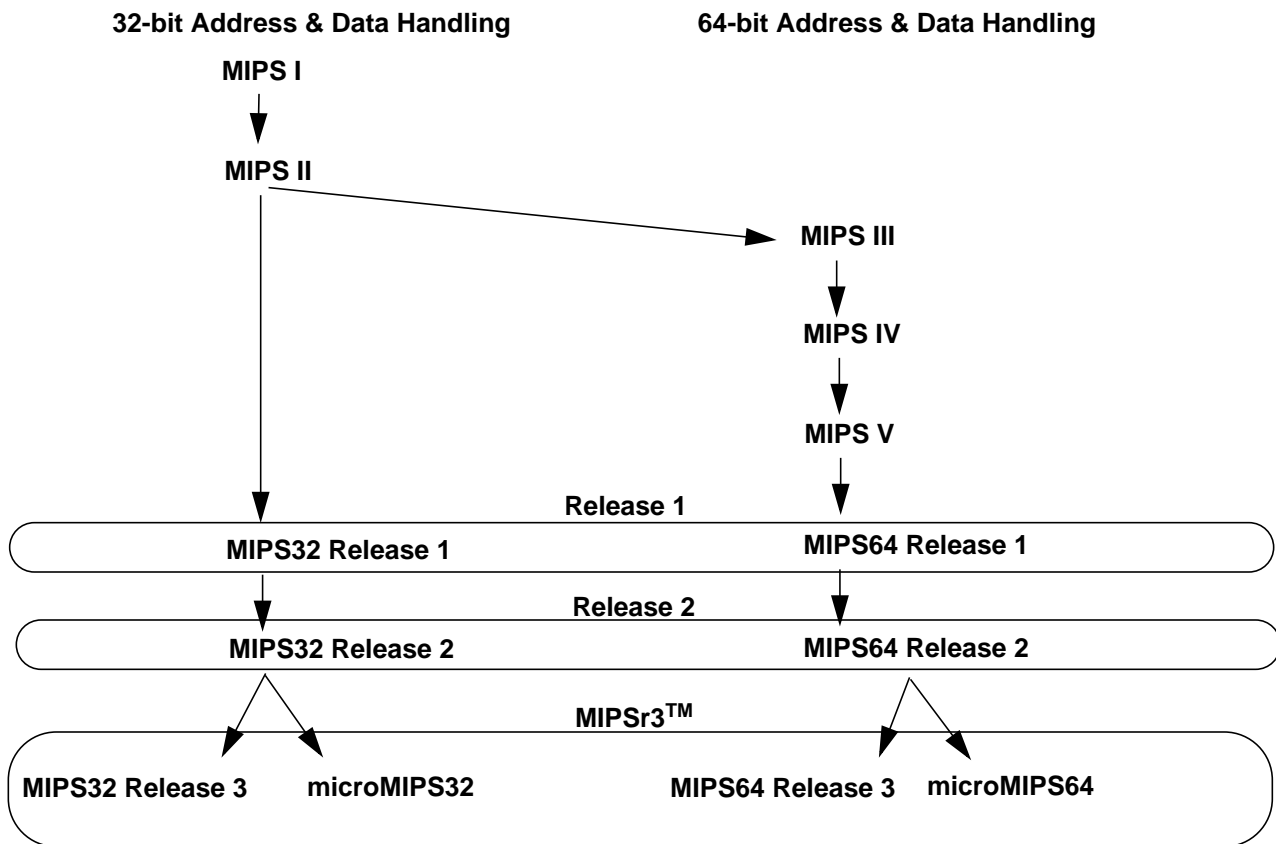 32-bit Address & Data Handling
64-bit Address & Data Handling
MIPS I
MIPS II
MIPS III
MIPS IV
MIPS V
Release 1
MIPS32 Release 1
MIPS64 Release 1
Release 2
MIPS32 Release 2
MIPS64 Release 2
MIPSr3TM
MIPS32 Release 3
microMIPS32
MIPS64 Release 3
microMIPS64